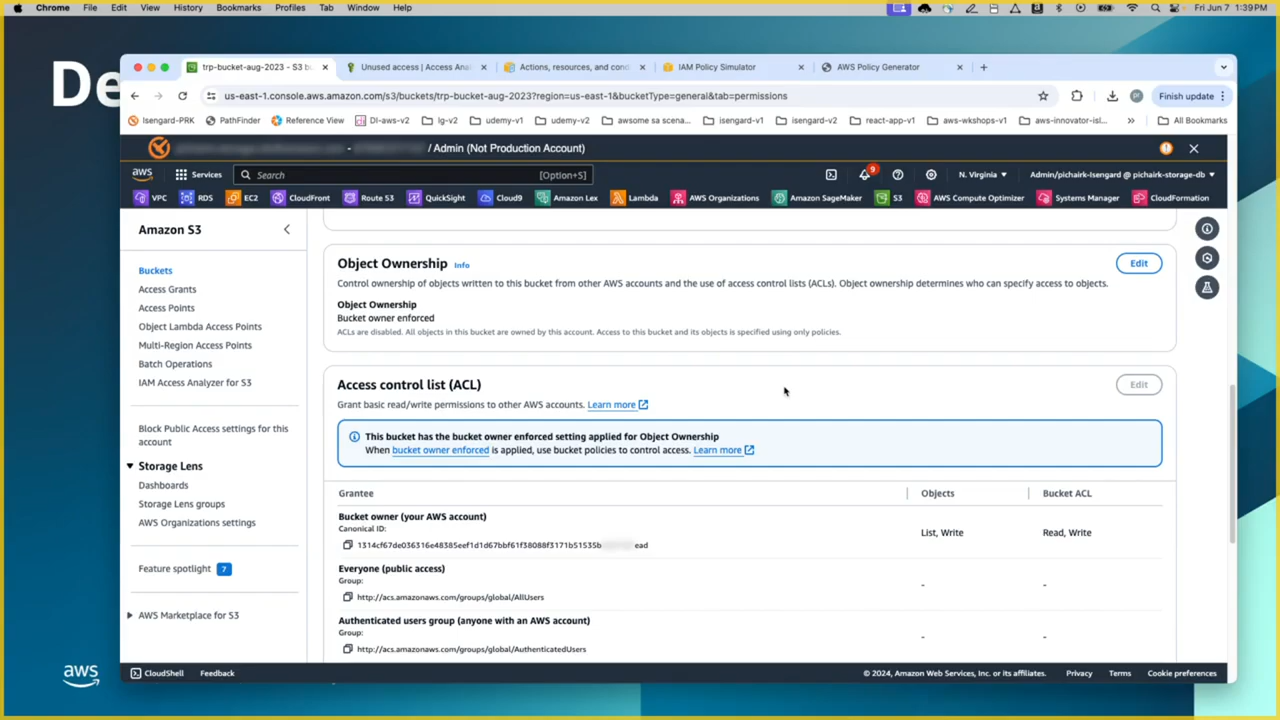 Chrome File Edit View History Bookmarks Profiles Tab Window Help Fri Jun 7 1:39 PM
De
trp-bucket-aug-2023 - S3 bu Unused access | Access Ana Actions, resources, and cond IAM Policy Simulator AWS Policy Generator
us-east-1.console.aws.amazon.com/s3/buckets/trp-bucket-aug-2023?region=us-east-1&bucketType=general&tab=permissions Finish update
Isengard-PRK PathFinder Reference View DI-aws-v2 lg-v2 udemy-v1 udemy-v2 awsome sa scena... isengard-v1 isengard-v2 react-app-v1 aws-wkshops-v1 aws-innovator-isl... » All Bookmarks
- / Admin (Not Production Account)
aws Services Search [Option+S] 9 N. Virginia Admin/pichairk-Isengard @ pichairk-storage-db
VPC RDS EC2 CloudFront Route 53 QuickSight Cloud9 Amazon Lex Lambda AWS Organizations Amazon SageMaker S3 AWS Compute Optimizer Systems Manager CloudFormation
Amazon S3
Buckets
Access Grants
Access Points
Object Lambda Access Points
Multi-Region Access Points
Batch Operations
IAM Access Analyzer for S3
Block Public Access settings for this
account
Storage Lens
Dashboards
Storage Lens groups
AWS Organizations settings
Feature spotlight 7
AWS Marketplace for S3
Object Ownership Info Edit
Control ownership of objects written to this bucket from other AWS accounts and the use of access control lists (ACLs). Object ownership determines who can specify access to objects.
Object Ownership
Bucket owner enforced
ACLs are disabled. All objects in this bucket are owned by this account. Access to this bucket and its objects is specified using only policies.
Access control list (ACL) Edit
Grant basic read/write permissions to other AWS accounts. Learn more
This bucket has the bucket owner enforced setting applied for Object Ownership
When bucket owner enforced is applied, use bucket policies to control access. Learn more
Grantee Objects Bucket ACL
Bucket owner (your AWS account)
Canonical ID:
1314cf67de036316e48385eef1d1d67bbf61f38088f3171b51535b ead
List, Write Read, Write
Everyone (public access)
Group:
http://acs.amazonaws.com/groups/global/AllUsers
- -
Authenticated users group (anyone with an AWS account)
Group:
http://acs.amazonaws.com/groups/global/AuthenticatedUsers
- -
CloudShell Feedback © 2024, Amazon Web Services, Inc. or its affiliates. Privacy Terms Cookie preferences
aws